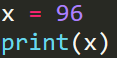 x = 96
print(x)